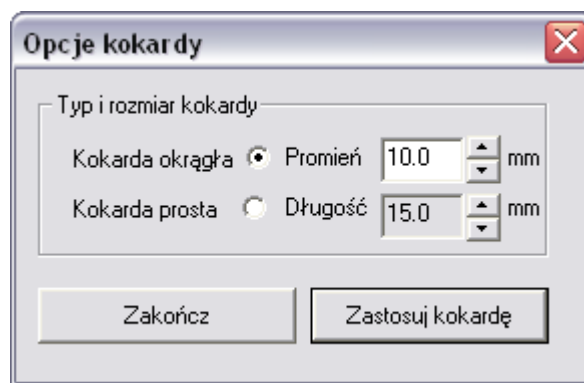 Opcje kokardy
Typ i rozmiar kokardy
Kokarda okrągła Promień 10.0 mm
Kokarda prosta Długość 15.0 mm
Zakończ Zastosuj kokardę